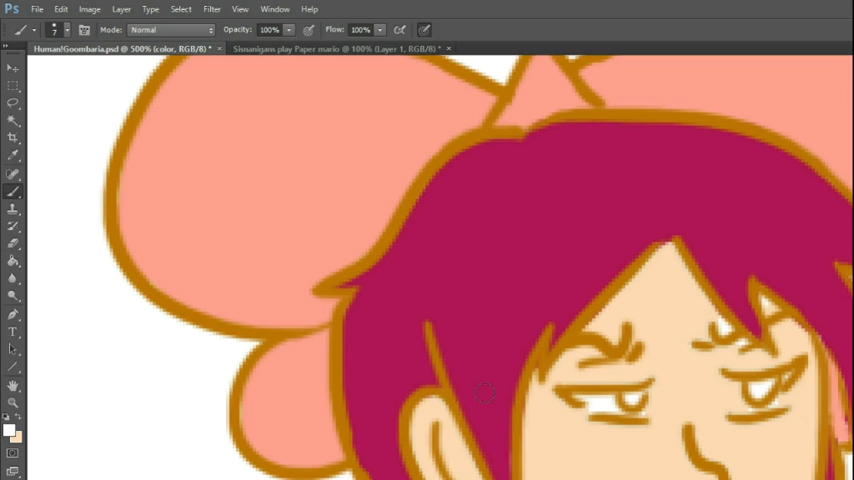 Ps File Edit Image Layer Type Select Filter View Window Help
7 Mode: Normal Opacity: 100% Flow: 100%
Human!Goombaria.psd @ 500% (color, RGB/8) * × Sisnanigans play Paper mario @ 100% (Layer 1, RGB/8) * ×
T